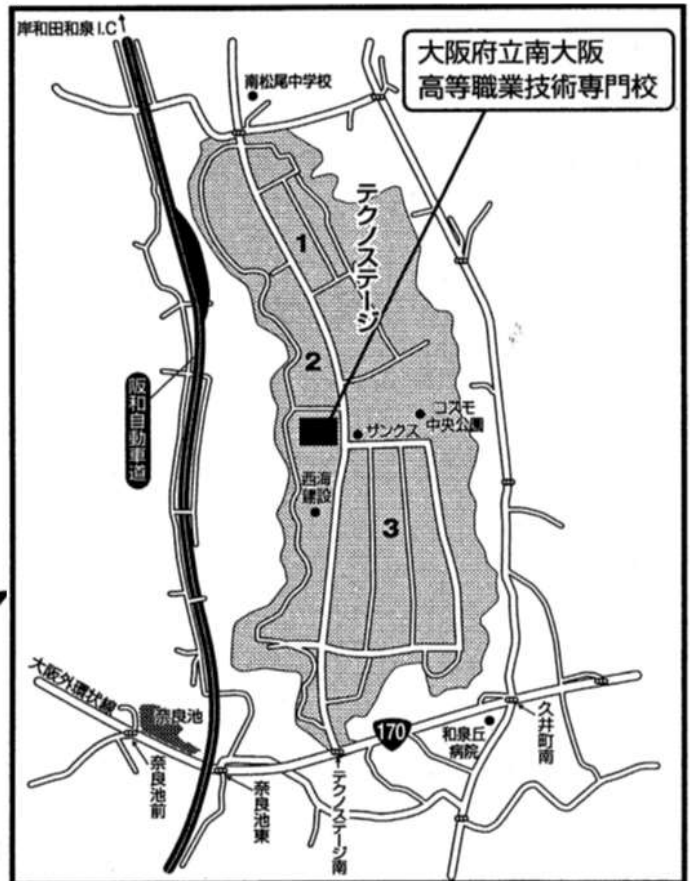 岸和田和泉I.C
南松尾中学校
大阪府立南大阪
高等職業技術専門校
テクノステージ
1
2
阪和自動車道
コスモ
中央公園
サンクス
西海
建設
3
大阪外環状線
奈良池
170
和泉丘
病院
久井町南
奈良池前
奈良池東
テクノステージ南